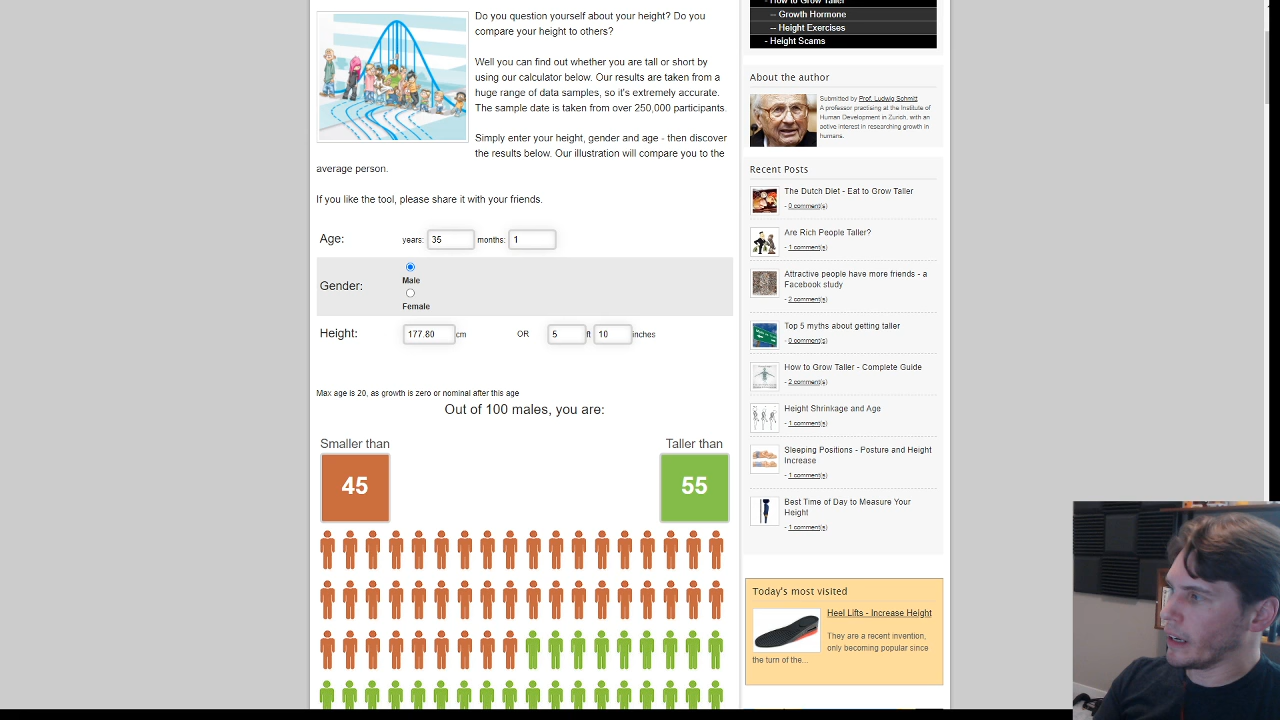 Do you question yourself about your height? Do you
compare your height to others?
Well you can find out whether you are tall or short by
using our calculator below. Our results are taken from a
huge range of data samples, so it's extremely accurate.
The sample date is taken from over 250,000 participants.
Simply enter your height, gender and age - then discover
the results below. Our illustration will compare you to the
average person.
If you like the tool, please share it with your friends.
Age:
years: 35 months: 1
Gender:
Male
Female
Height:
177.80 cm OR 5 ft 10 inches
Max age is 20, as growth is zero or nominal after this age
Out of 100 males, you are:
Smaller than
Taller than
45
55
- How to Grow Taller
-- Growth Hormone
-- Height Exercises
- Height Scams
About the author
Submitted by Prof. Ludwig Schmitt
A professor practising at the Institute of
Human Development in Zurich, with an
active interest in researching growth in
humans.
Recent Posts
The Dutch Diet - Eat to Grow Taller
- 0 comment(s)
Are Rich People Taller?
- 1 comment(s)
Attractive people have more friends - a
Facebook study
- 2 comment(s)
Top 5 myths about getting taller
- 0 comment(s)
How to Grow Taller - Complete Guide
- 2 comment(s)
Height Shrinkage and Age
- 1 comment(s)
Sleeping Positions - Posture and Height
Increase
- 1 comment(s)
Best Time of Day to Measure Your
Height
- 1 comment(s)
Today's most visited
Heel Lifts - Increase Height
They are a recent invention,
only becoming popular since
the turn of the...